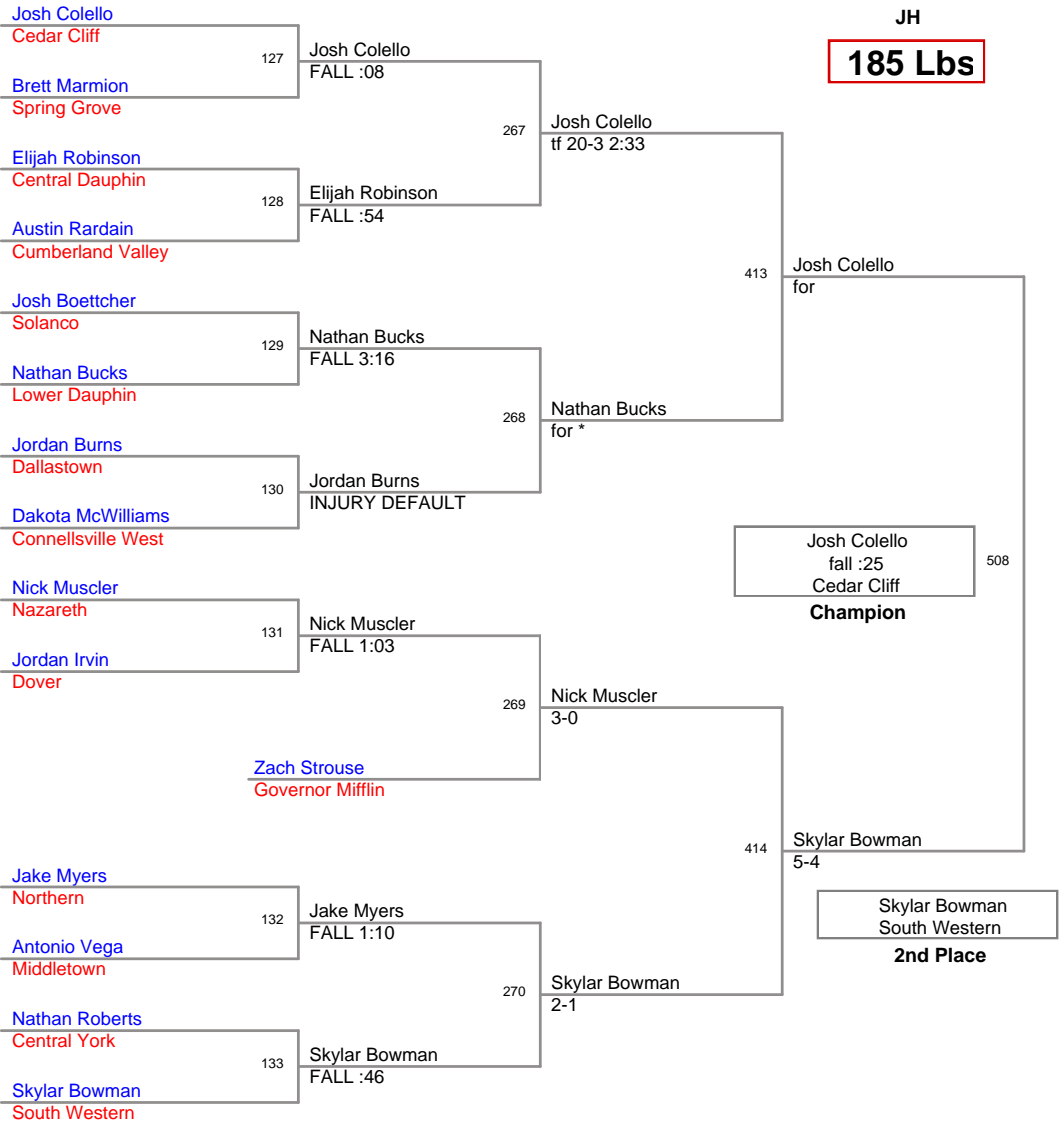 JH
185 Lbs
Josh Colello
Cedar Cliff
127
Josh Colello
FALL :08
Brett Marmion
Spring Grove
267
Josh Colello
tf 20-3 2:33
Elijah Robinson
Central Dauphin
128
Elijah Robinson
FALL :54
Austin Rardain
Cumberland Valley
413
Josh Colello
for
Josh Boettcher
Solanco
129
Nathan Bucks
FALL 3:16
Nathan Bucks
Lower Dauphin
268
Nathan Bucks
for *
Jordan Burns
Dallastown
130
Jordan Burns
INJURY DEFAULT
Dakota McWilliams
Connellsville West
Josh Colello
fall :25
Cedar Cliff
Champion
508
Nick Muscler
Nazareth
131
Nick Muscler
FALL 1:03
Jordan Irvin
Dover
269
Nick Muscler
3-0
Zach Strouse
Governor Mifflin
414
Skylar Bowman
5-4
Jake Myers
Northern
132
Jake Myers
FALL 1:10
Skylar Bowman
South Western
2nd Place
Antonio Vega
Middletown
270
Skylar Bowman
2-1
Nathan Roberts
Central York
133
Skylar Bowman
FALL :46
Skylar Bowman
South Western